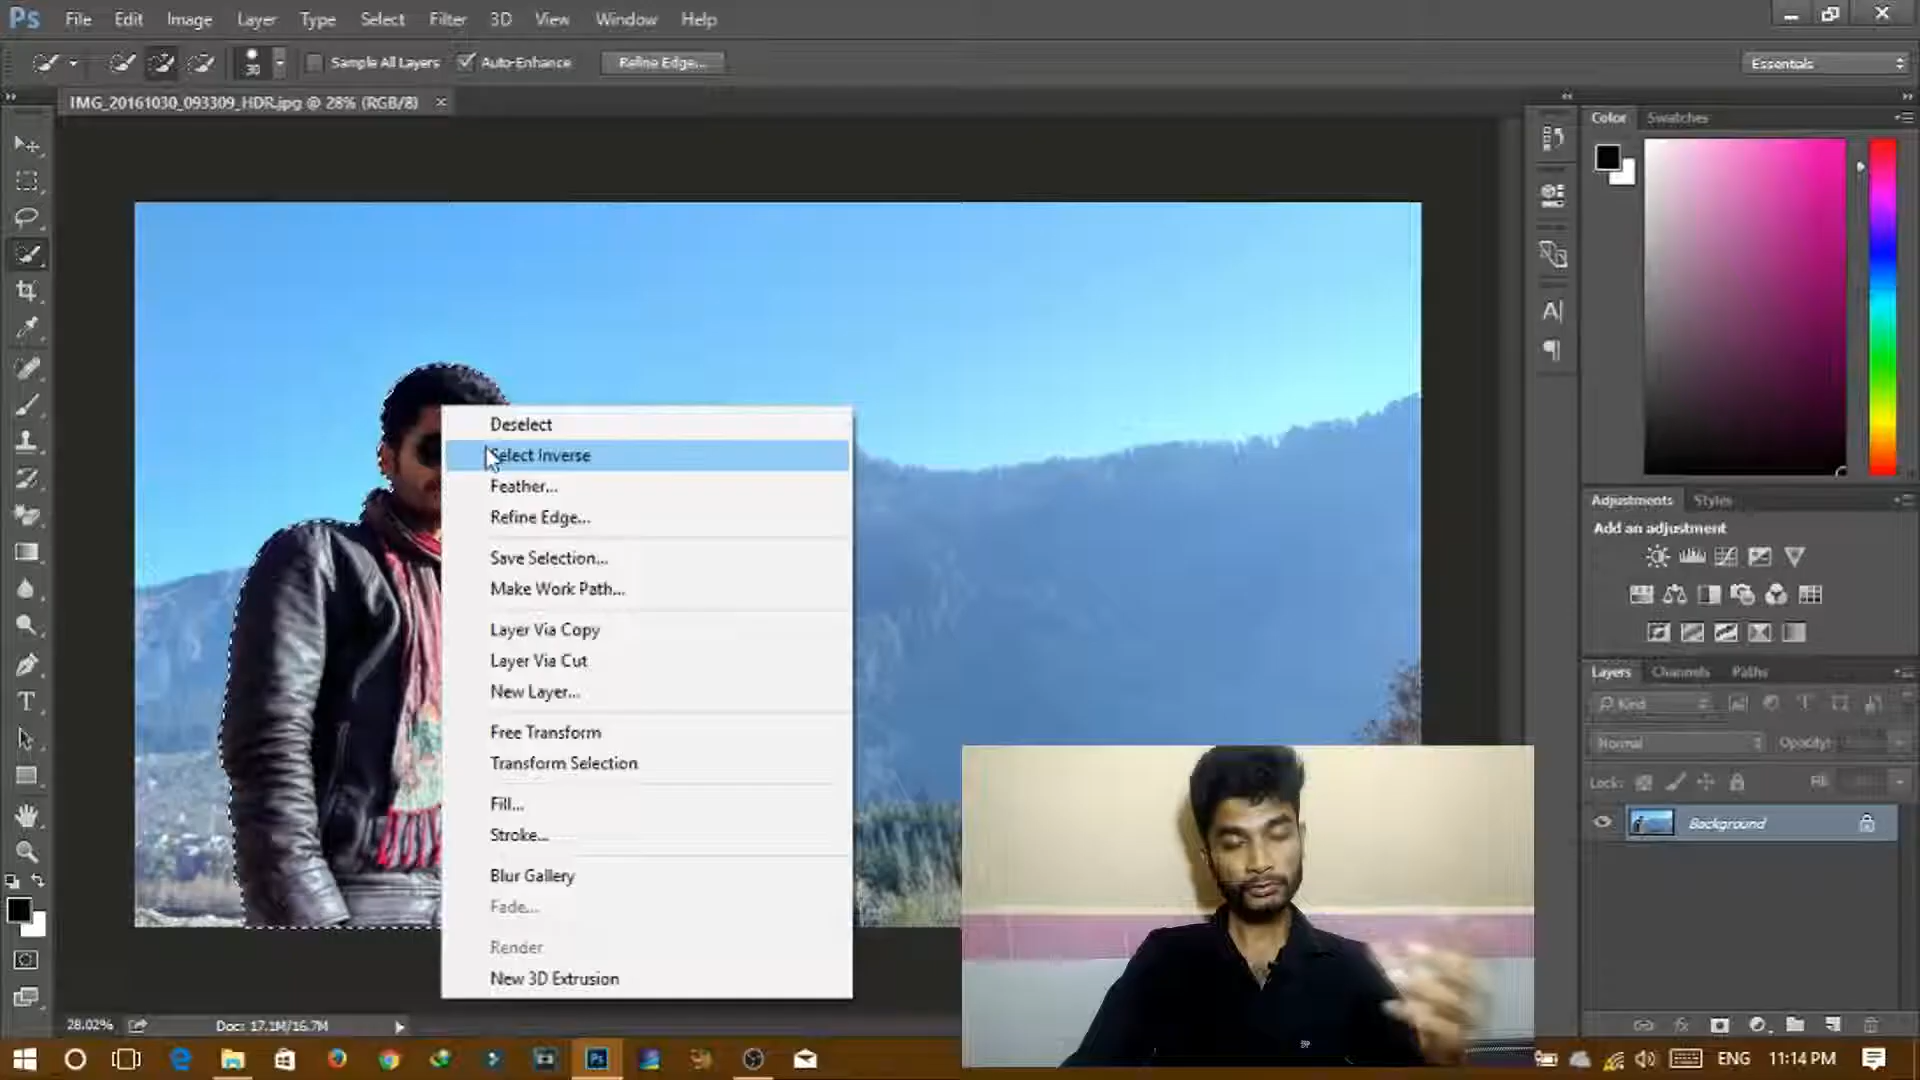 Ps File Edit Image Layer Type Select Filter 3D View Window Help
30 Sample All Layers Auto-Enhance Refine Edge... Essentials
IMG_20161030_093309_HDR.jpg @ 28% (RGB/8) ×
Color Swatches
Deselect
Select Inverse
Feather...
Refine Edge...
Save Selection...
Make Work Path...
Layer Via Copy
Layer Via Cut
New Layer...
Free Transform
Transform Selection
Fill...
Stroke...
Blur Gallery
Fade...
Render
New 3D Extrusion
Adjustments Styles
Add an adjustment
Layers Channels Paths
Kind
Normal Opacity:
Lock: Fill:
Background
28.02% Doc: 17.1M/16.7M
Ps ENG 11:14 PM